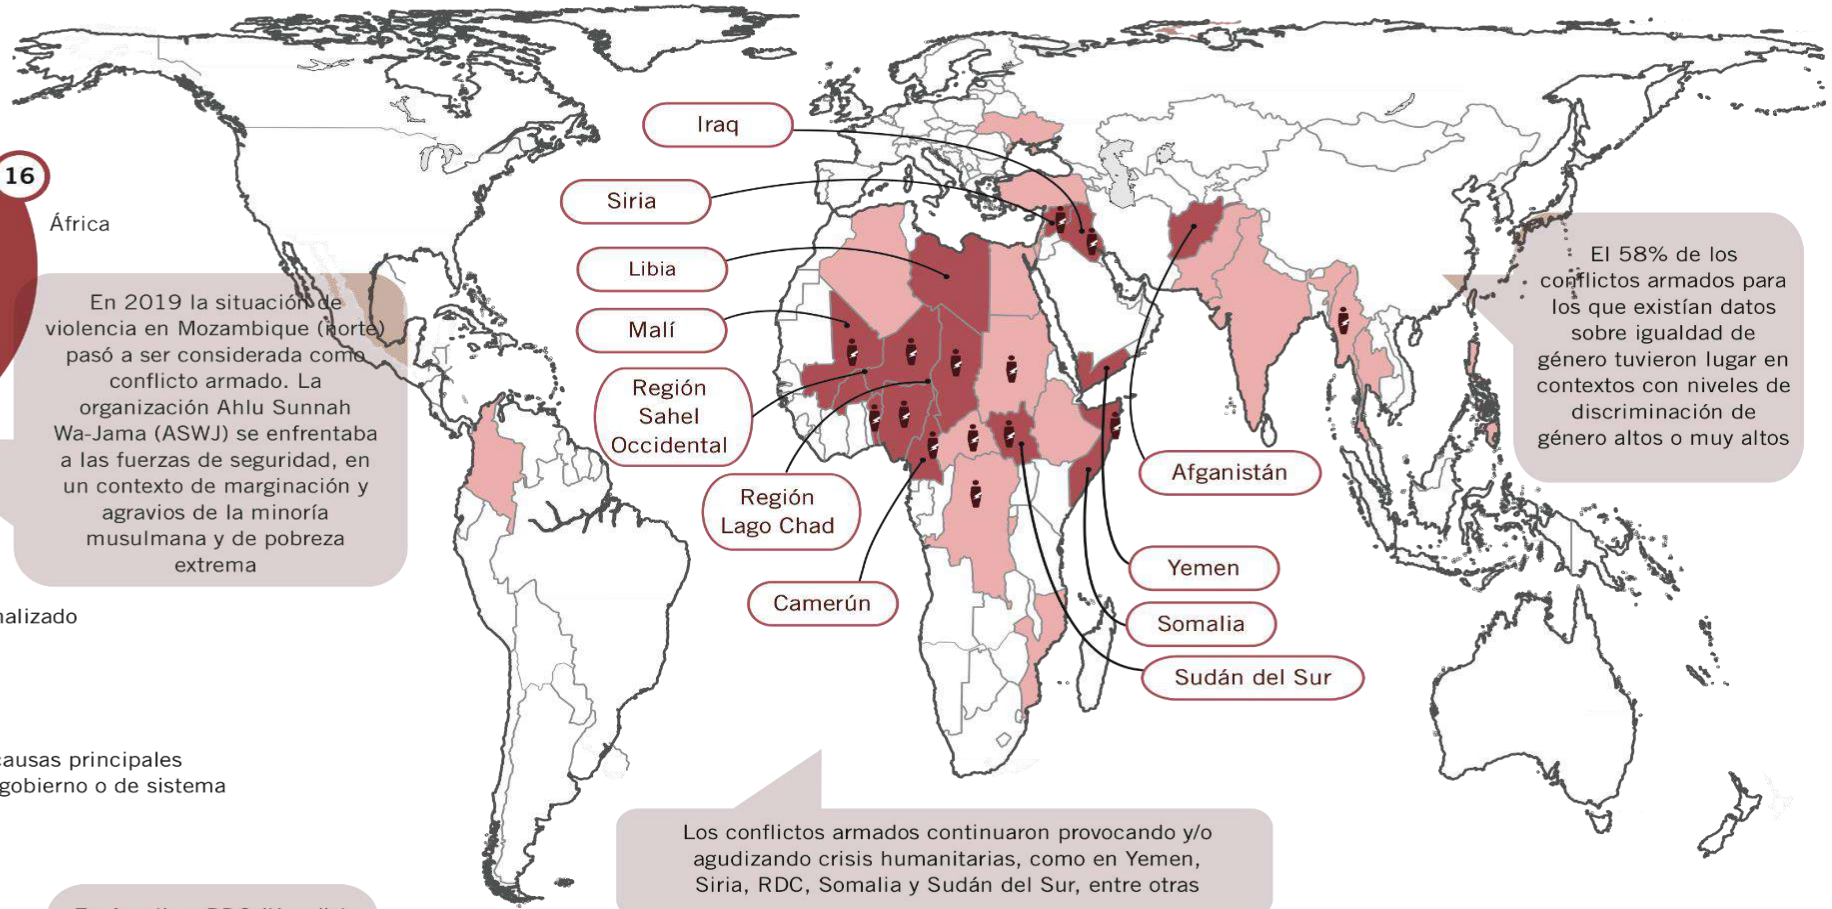 16
África
En 2019 la situación de
violencia en Mozambique (norte)
pasó a ser considerada como
conflicto armado. La
organización Ahlu Sunnah
Wa-Jama (ASWJ) se enfrentaba
a las fuerzas de seguridad, en
un contexto de marginación y
agravios de la minoría
musulmana y de pobreza
extrema
nalizado
causas principales
gobierno o de sistema
Iraq
Siria
Libia
Malí
Región
Sahel
Occidental
Región
Lago Chad
Camerún
Afganistán
Yemen
Somalia
Sudán del Sur
El 58% de los
conflictos armados para
los que existían datos
sobre igualdad de
género tuvieron lugar en
contextos con niveles de
discriminación de
género altos o muy altos
Los conflictos armados continuaron provocando y/o
agudizando crisis humanitarias, como en Yemen,
Siria, RDC, Somalia y Sudán del Sur, entre otras